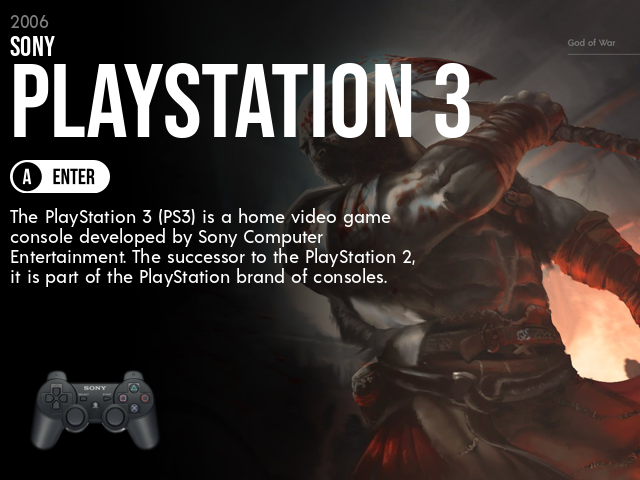 2006
SONY
God of War
PLAYSTATION 3
A ENTER
The PlayStation 3 (PS3) is a home video game
console developed by Sony Computer
Entertainment. The successor to the PlayStation 2,
it is part of the PlayStation brand of consoles.
SONY